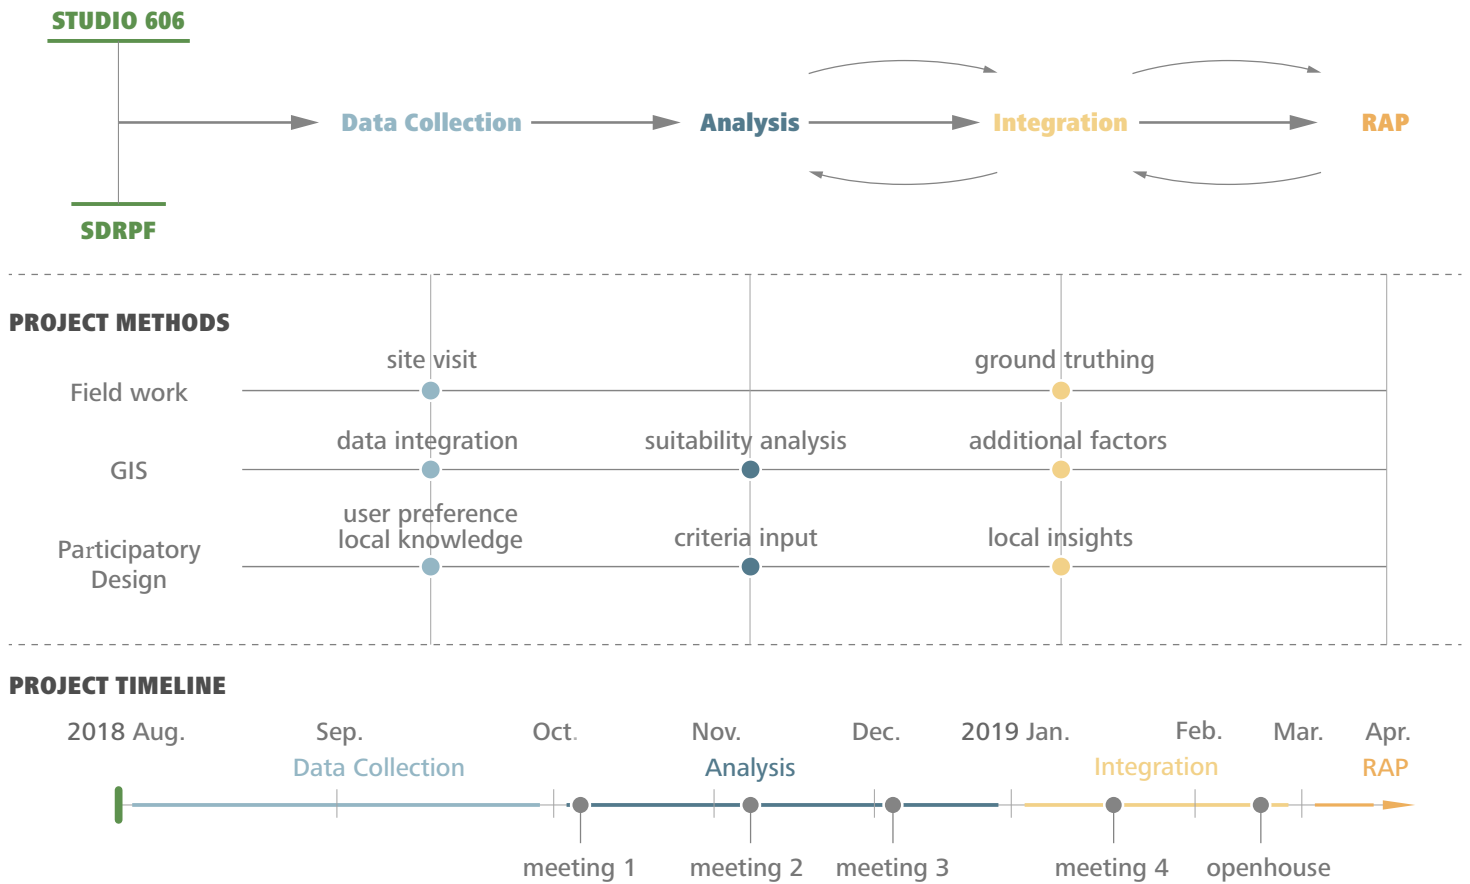 STUDIO 606
Data Collection
Analysis
Integration
RAP
SDRPF
PROJECT METHODS
site visit
ground truthing
Field work
data integration
suitability analysis
additional factors
GIS
user preference
local knowledge
criteria input
local insights
Participatory
Design
PROJECT TIMELINE
2018 Aug.
Sep.
Oct.
Nov.
Dec.
2019 Jan.
Feb.
Mar.
Apr.
Data Collection
Analysis
Integration
RAP
meeting 1
meeting 2
meeting 3
meeting 4
openhouse